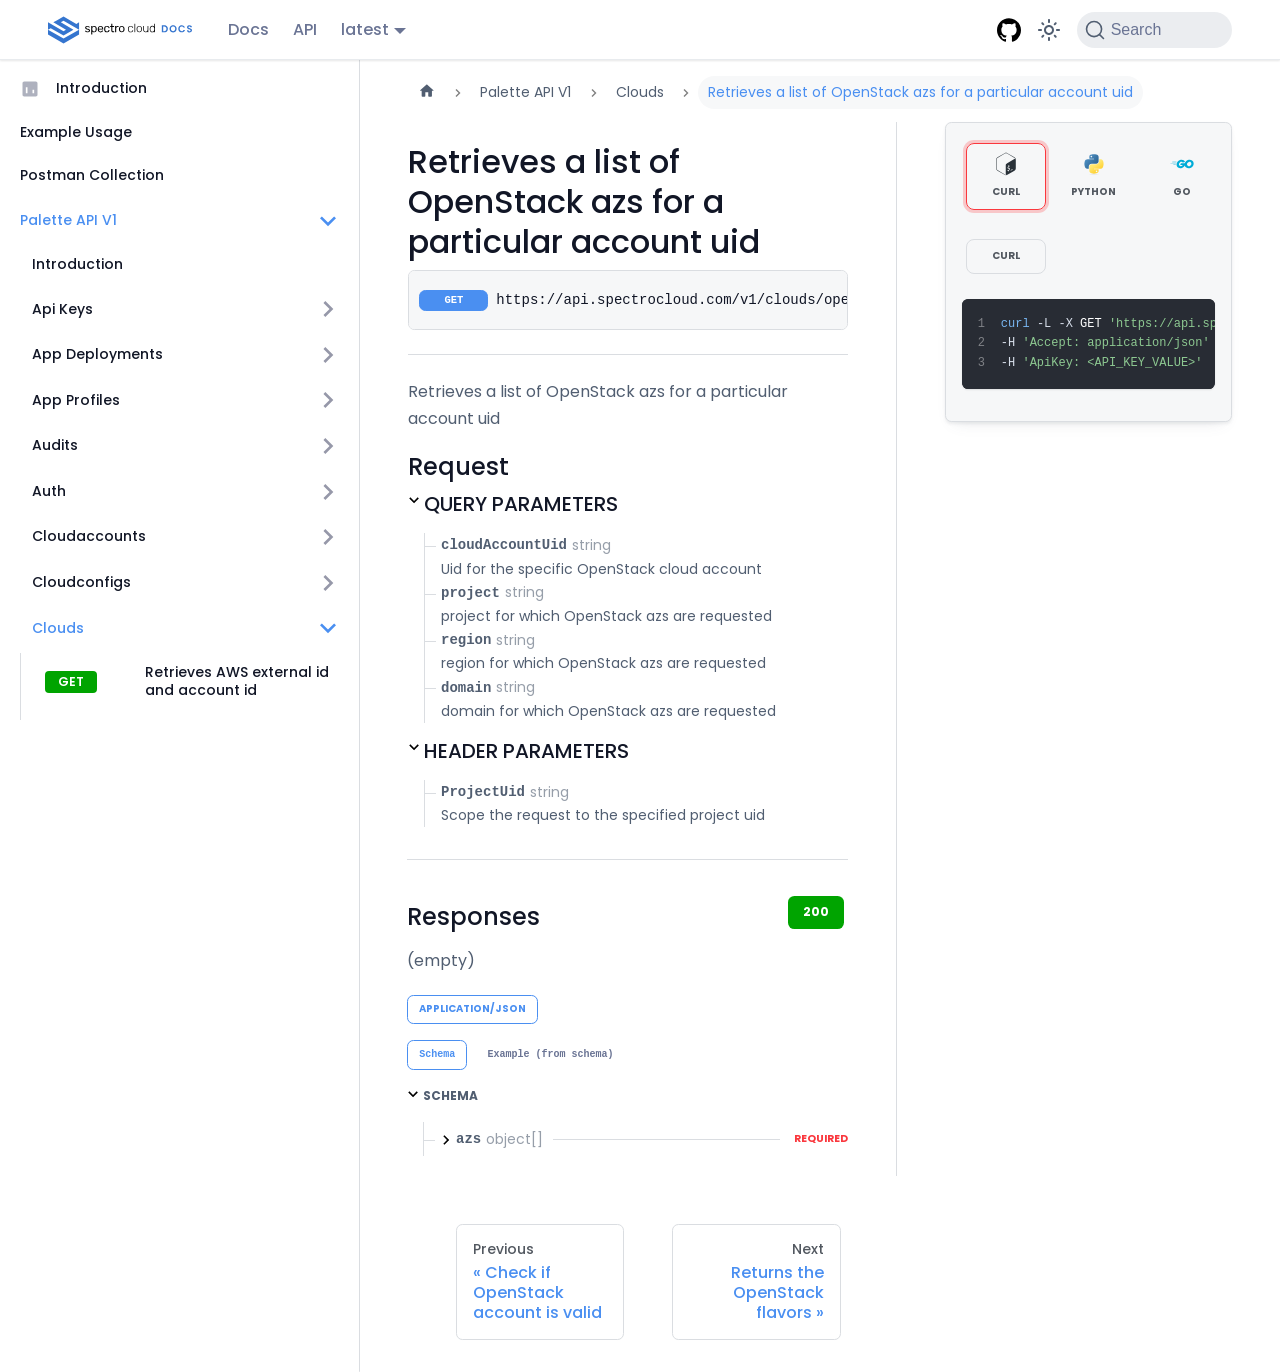 spectro cloud DOCS
Docs
API
latest
Search
Introduction
Example Usage
Postman Collection
Palette API V1
Introduction
Api Keys
App Deployments
App Profiles
Audits
Auth
Cloudaccounts
Cloudconfigs
Clouds
GET
Retrieves AWS external id
and account id
Palette API V1
Clouds
Retrieves a list of OpenStack azs for a particular account uid
Retrieves a list of
OpenStack azs for a
particular account uid
GET https://api.spectrocloud.com/v1/clouds/ope
Retrieves a list of OpenStack azs for a particular
account uid
Request
QUERY PARAMETERS
cloudAccountUid string
Uid for the specific OpenStack cloud account
project string
project for which OpenStack azs are requested
region string
region for which OpenStack azs are requested
domain string
domain for which OpenStack azs are requested
HEADER PARAMETERS
ProjectUid string
Scope the request to the specified project uid
Responses
200
(empty)
APPLICATION/JSON
Schema
Example (from schema)
SCHEMA
azs object[]
REQUIRED
Previous
« Check if
OpenStack
account is valid
Next
Returns the
OpenStack
flavors »
CURL
PYTHON
GO
CURL
1 curl -L -X GET 'https://api.sp
2 -H 'Accept: application/json'
3 -H 'ApiKey: <API_KEY_VALUE>'